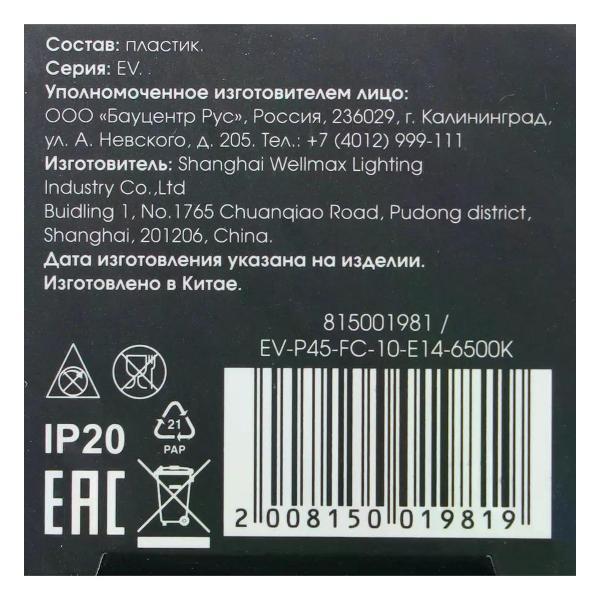 Состав: пластик.
Серия: EV.
Уполномоченное изготовителем лицо:
ООО «Бауцентр Рус», Россия, 236029, г. Калининград,
ул. А. Невского, д. 205. Тел.: +7 (4012) 999-111
Изготовитель: Shanghai Wellmax Lighting
Industry Co.,Ltd
Buidling 1, No.1765 Chuanqiao Road, Pudong district,
Shanghai, 201206, China.
Дата изготовления указана на изделии.
Изготовлено в Китае.
815001981 /
EV-P45-FC-10-E14-6500K
IP20
21
PAP
EAC
2 008150 019819